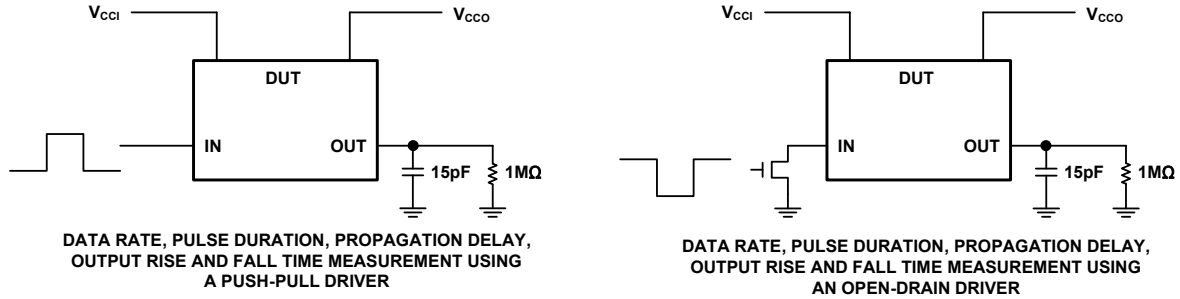 VCCI
VCCO
DUT
IN
OUT
15pF
1MΩ
DATA RATE, PULSE DURATION, PROPAGATION DELAY,
OUTPUT RISE AND FALL TIME MEASUREMENT USING
A PUSH-PULL DRIVER
VCCI
VCCO
DUT
IN
OUT
15pF
1MΩ
DATA RATE, PULSE DURATION, PROPAGATION DELAY,
OUTPUT RISE AND FALL TIME MEASUREMENT USING
AN OPEN-DRAIN DRIVER